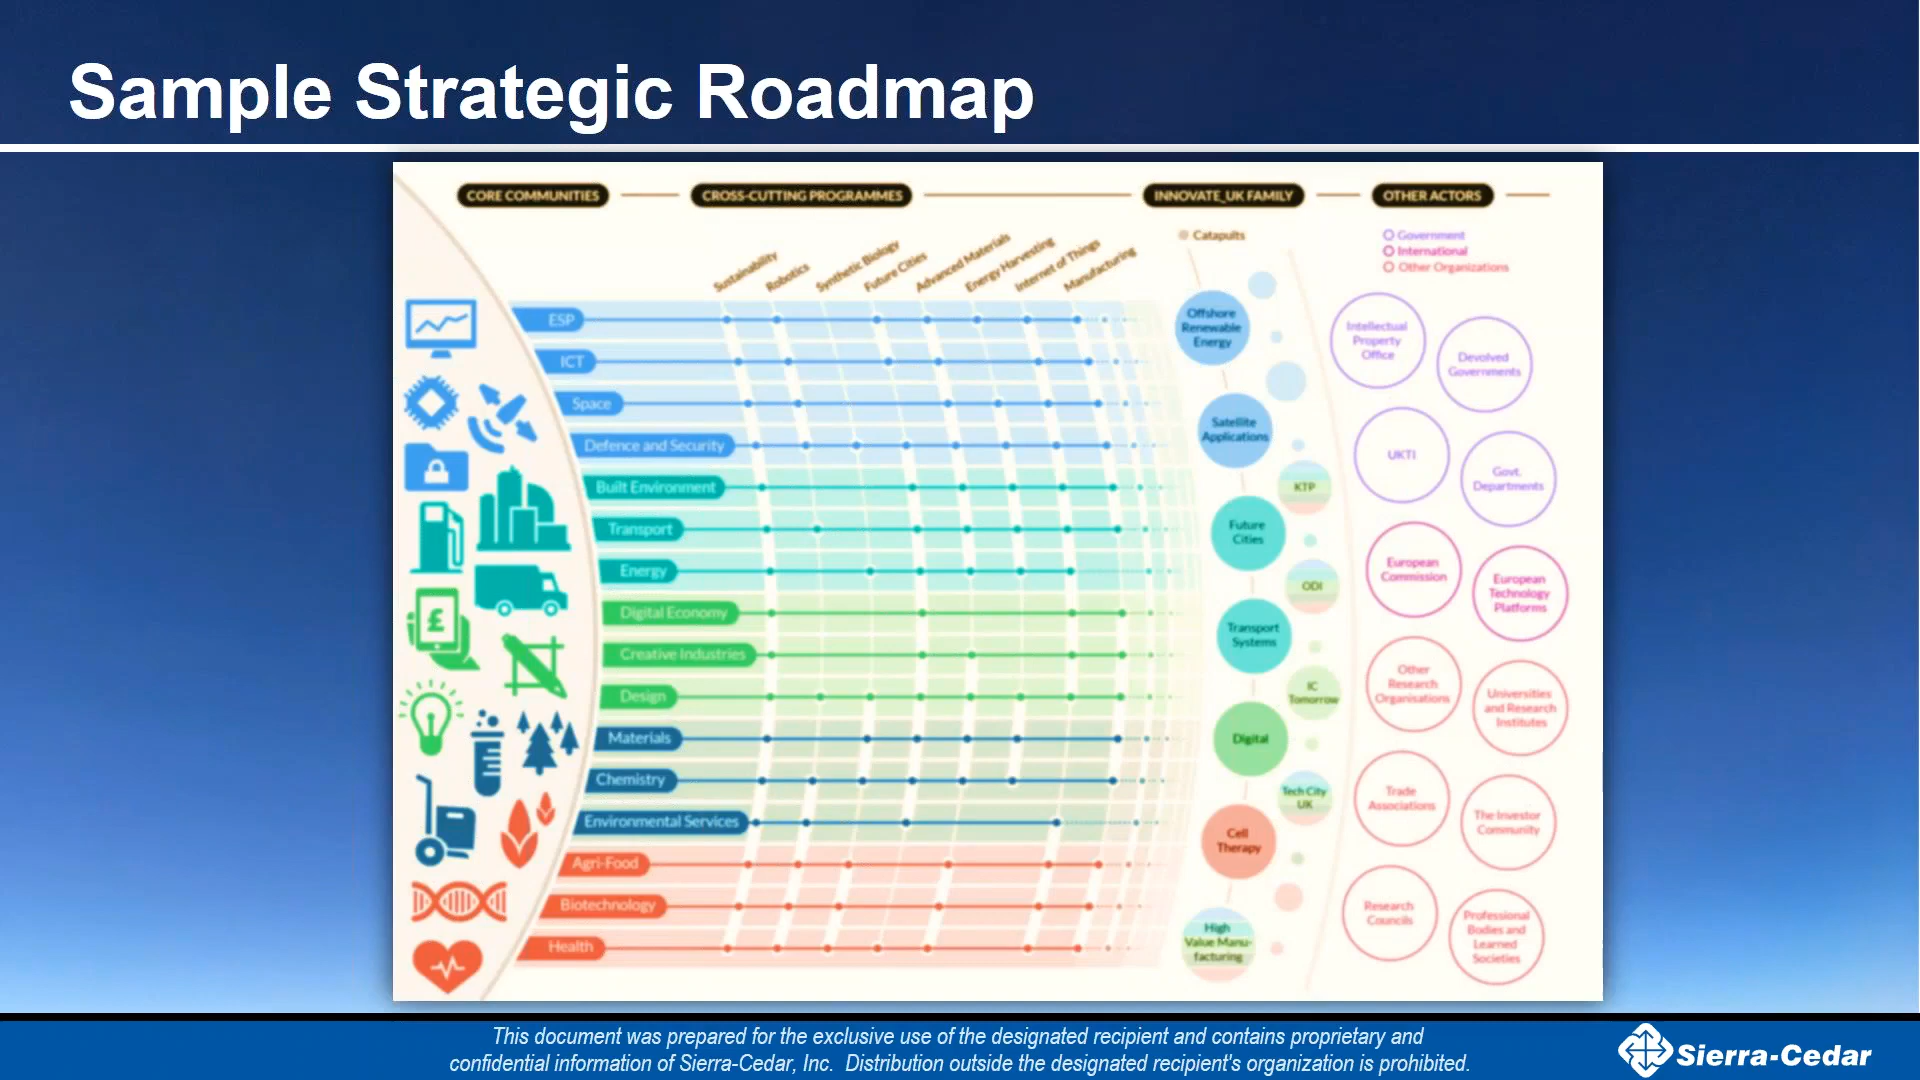 Sample Strategic Roadmap
CORE COMMUNITIES
CROSS-CUTTING PROGRAMMES
INNOVATE_UK FAMILY
OTHER ACTORS
Catapults
Government
International
Other Organizations
Sustainability
Robotics
Synthetic Biology
Future Cities
Advanced Materials
Energy Harvesting
Internet of Things
Manufacturing
ESP
ICT
Space
Defence and Security
Built Environment
Transport
Energy
£
Digital Economy
Creative Industries
Design
Materials
Chemistry
Environmental Services
Agri-Food
Biotechnology
Health
Offshore
Renewable
Energy
Satellite
Applications
KTP
Future
Cities
ODI
Transport
Systems
IC
Tomorrow
Digital
Tech City
UK
Cell
Therapy
High
Value Manu-
facturing
Intellectual
Property
Office
Devolved
Governments
UKTI
Govt.
Departments
European
Commission
European
Technology
Platforms
Other
Research
Organisations
Universities
and Research
Institutes
Trade
Associations
The Investor
Community
Research
Councils
Professional
Bodies and
Learned
Societies
This document was prepared for the exclusive use of the designated recipient and contains proprietary and
confidential information of Sierra-Cedar, Inc. Distribution outside the designated recipient's organization is prohibited.
Sierra-Cedar